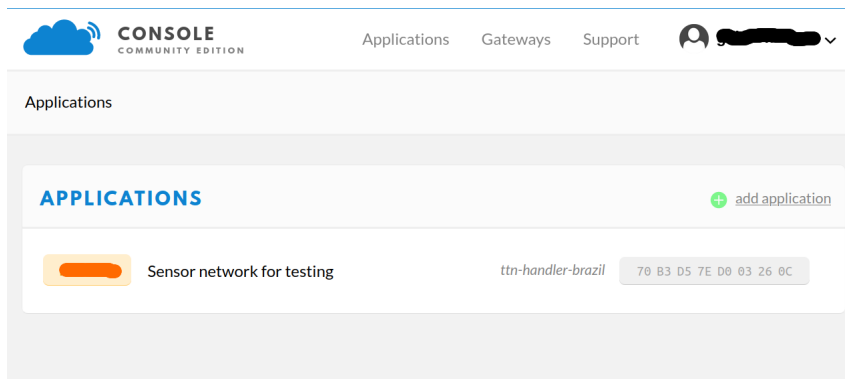 CONSOLE
COMMUNITY EDITION
Applications Gateways Support
Applications
APPLICATIONS
add application
Sensor network for testing ttn-handler-brazil 70 B3 D5 7E D0 03 26 0C